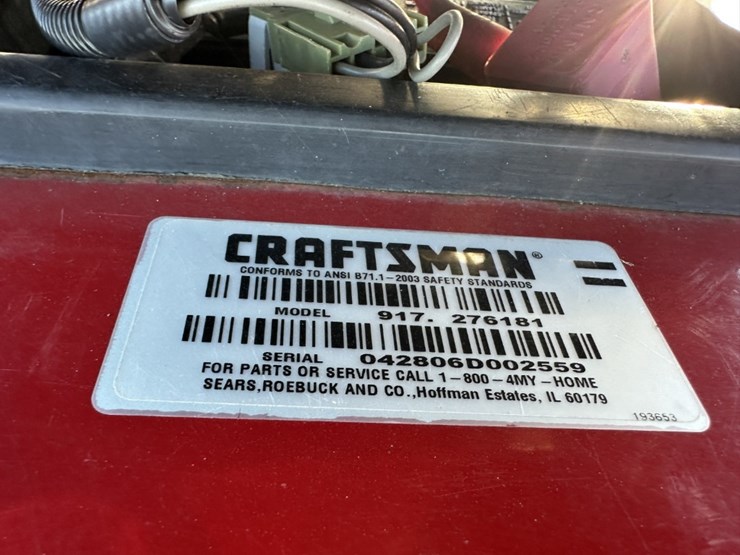 CRAFTSMAN®
CONFORMS TO ANSI B71.1-2003 SAFETY STANDARDS
MODEL 917. 276181
SERIAL 042806D002559
FOR PARTS OR SERVICE CALL 1-800-4MY-HOME
SEARS,ROEBUCK AND CO.,Hoffman Estates, IL 60179
193653